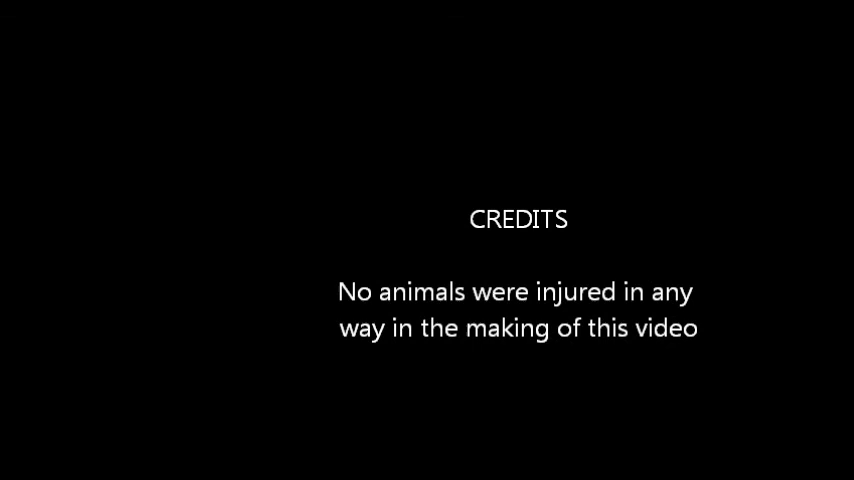 CREDITS
No animals were injured in any
way in the making of this video